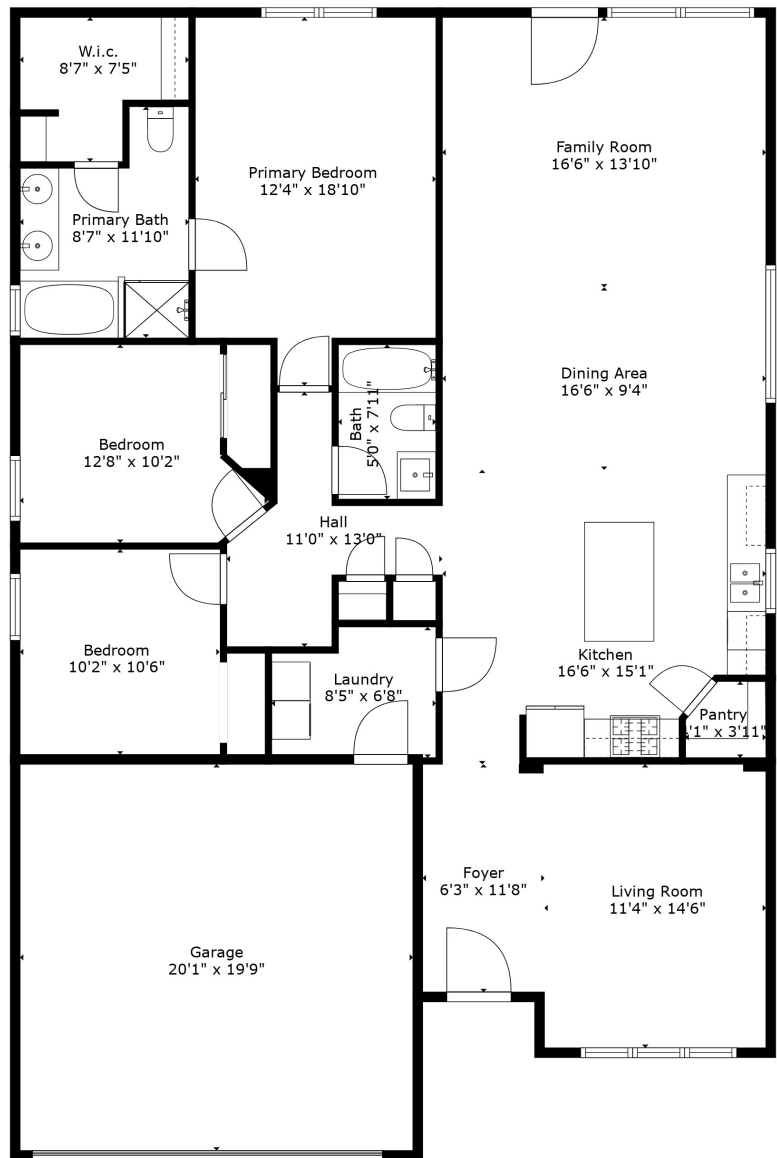 W.i.c.
8'7" x 7'5"
Primary Bedroom
12'4" x 18'10"
Family Room
16'6" x 13'10"
Primary Bath
8'7" x 11'10"
Dining Area
16'6" x 9'4"
Bedroom
12'8" x 10'2"
Bath
5'0" x 7'11"
Hall
11'0" x 13'0"
Bedroom
10'2" x 10'6"
Laundry
8'5" x 6'8"
Kitchen
16'6" x 15'1"
Pantry
'1" x 3'11"
Foyer
6'3" x 11'8"
Living Room
11'4" x 14'6"
Garage
20'1" x 19'9"